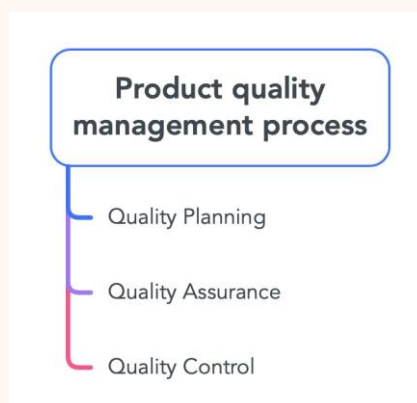 Product quality
management process
Quality Planning
Quality Assurance
Quality Control